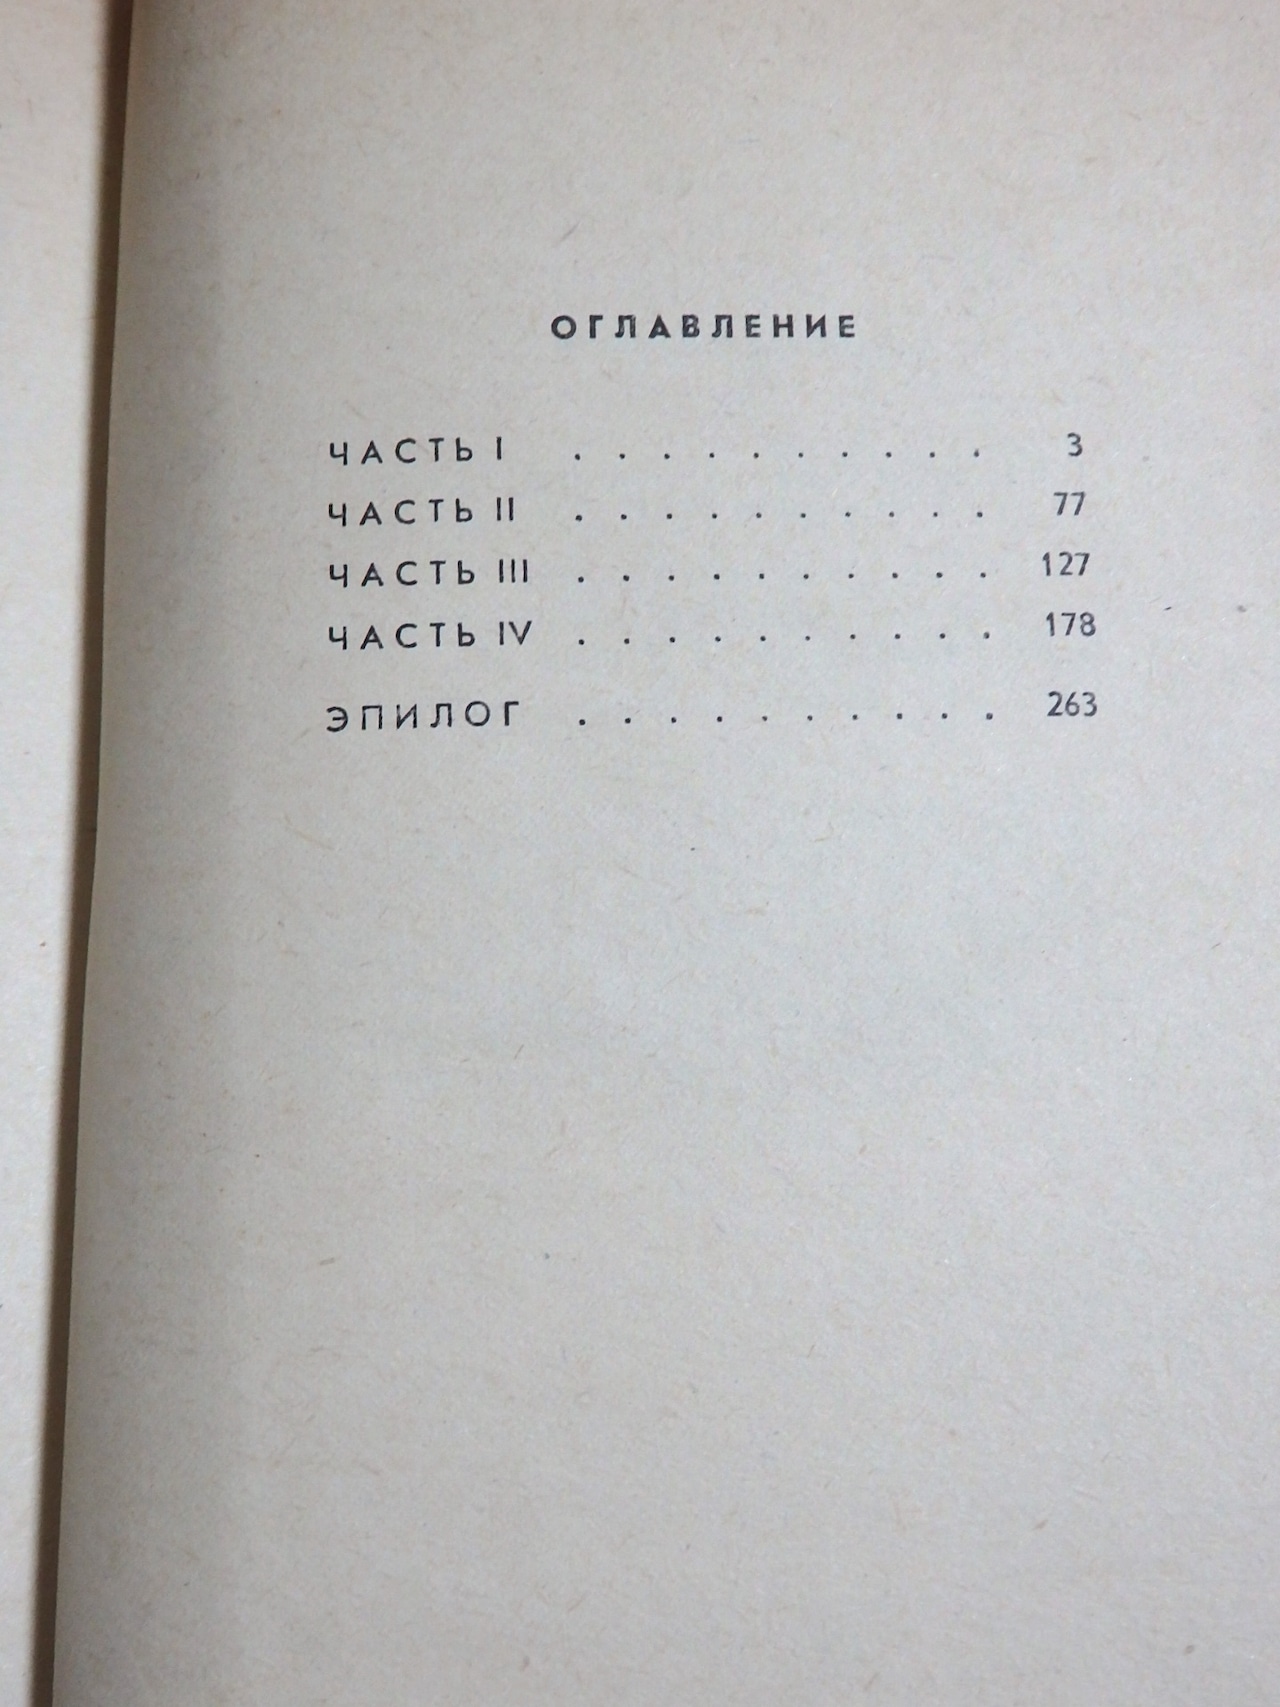 ОГЛАВЛЕНИЕ
ЧАСТЬ I . . . . . . . . . . 3
ЧАСТЬ II . . . . . . . . . . 77
ЧАСТЬ III . . . . . . . . . . 127
ЧАСТЬ IV . . . . . . . . . . 178
ЭПИЛОГ . . . . . . . . . . 263